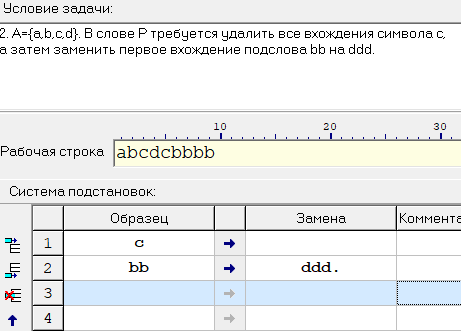 Условие задачи:
2. A={a,b,c,d}. В слове P требуется удалить все вхождения символа c,
а затем заменить первое вхождение подслова bb на ddd.
10 20 30
Рабочая строка abcdcbbbb
Система подстановок:
Образец Замена Коммента
1 c →
2 bb → ddd.
3 →
4 →